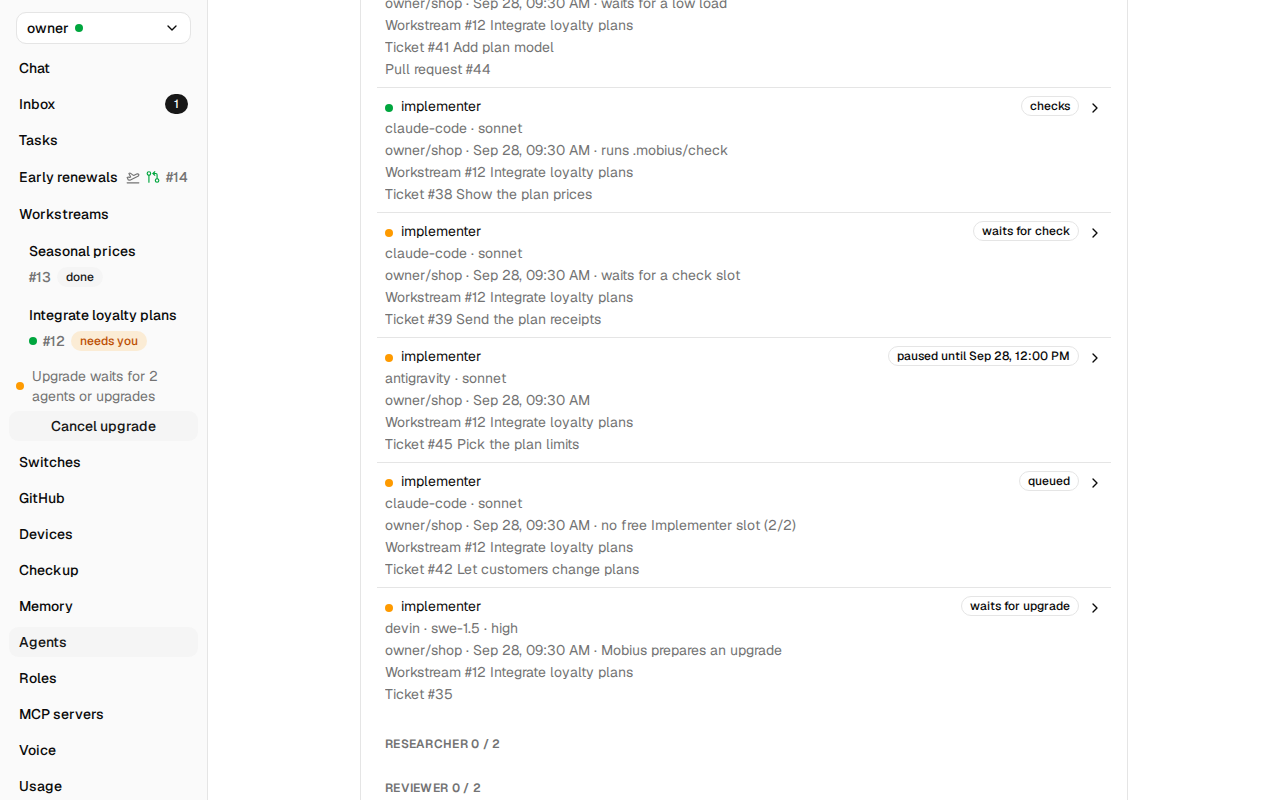 owner
Chat
Inbox 1
Tasks
Early renewals #14
Workstreams
Seasonal prices
#13 done
Integrate loyalty plans
#12 needs you
Upgrade waits for 2
agents or upgrades
Cancel upgrade
Switches
GitHub
Devices
Checkup
Memory
Agents
Roles
MCP servers
Voice
Usage
owner/shop · Sep 28, 09:30 AM · waits for a low load
Workstream #12 Integrate loyalty plans
Ticket #41 Add plan model
Pull request #44
implementer checks
claude-code · sonnet
owner/shop · Sep 28, 09:30 AM · runs .mobius/check
Workstream #12 Integrate loyalty plans
Ticket #38 Show the plan prices
implementer waits for check
claude-code · sonnet
owner/shop · Sep 28, 09:30 AM · waits for a check slot
Workstream #12 Integrate loyalty plans
Ticket #39 Send the plan receipts
implementer paused until Sep 28, 12:00 PM
antigravity · sonnet
owner/shop · Sep 28, 09:30 AM
Workstream #12 Integrate loyalty plans
Ticket #45 Pick the plan limits
implementer queued
claude-code · sonnet
owner/shop · Sep 28, 09:30 AM · no free Implementer slot (2/2)
Workstream #12 Integrate loyalty plans
Ticket #42 Let customers change plans
implementer waits for upgrade
devin · swe-1.5 · high
owner/shop · Sep 28, 09:30 AM · Mobius prepares an upgrade
Workstream #12 Integrate loyalty plans
Ticket #35
RESEARCHER 0 / 2
REVIEWER 0 / 2